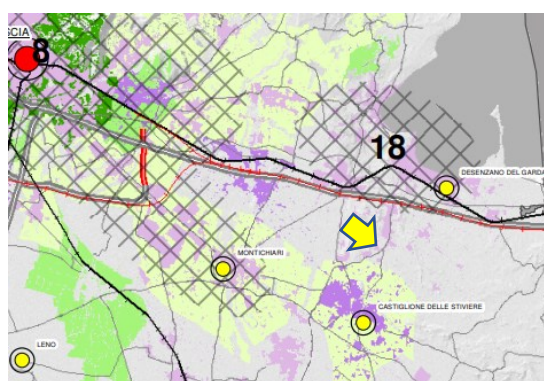 SCIA
8
18
DESENZANO DEL GARDA
MONTICHIARI
CASTIGLIONE DELLE STIVIERE
LENO